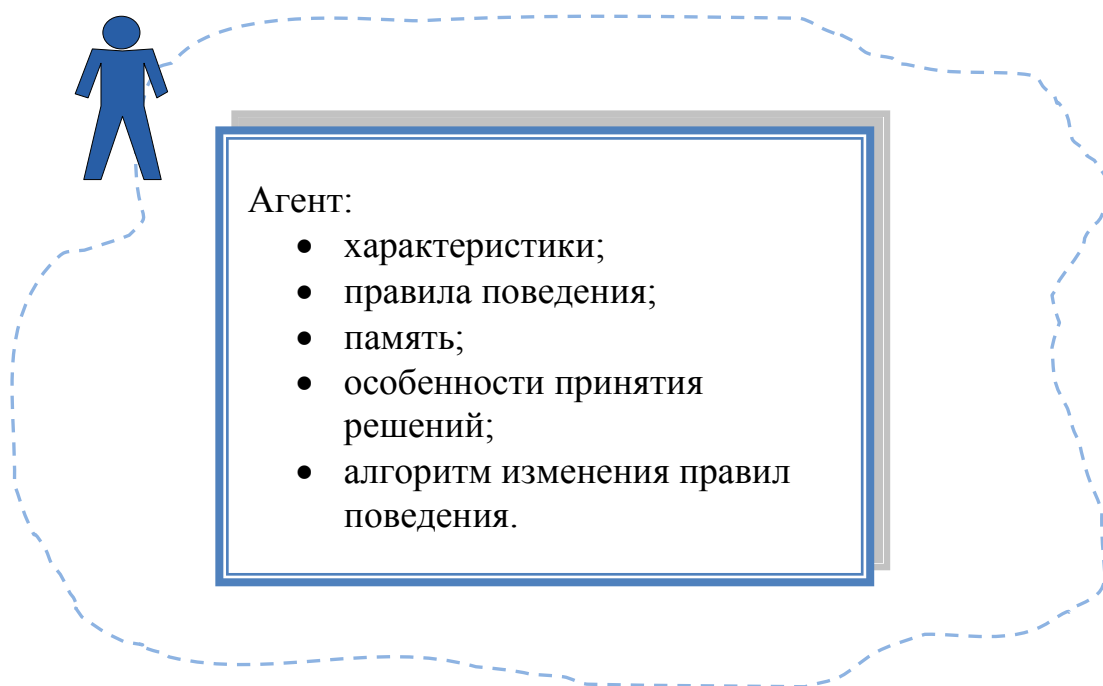 Агент:
• характеристики;
• правила поведения;
• память;
• особенности принятия
решений;
• алгоритм изменения правил
поведения.